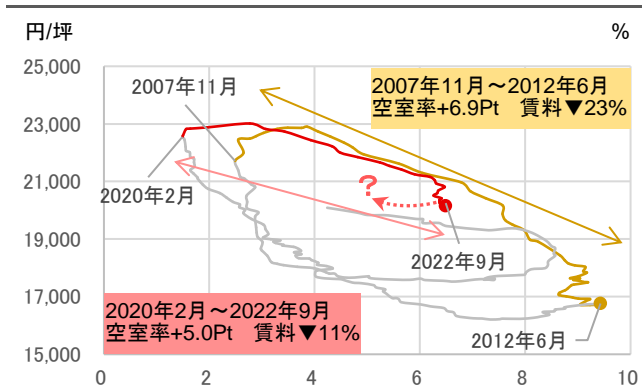 円/坪
%
25,000
2007年11月
2007年11月～2012年6月
空室率+6.9Pt　賃料▼23%
23,000
21,000
?
2020年2月
19,000
2022年9月
17,000
2020年2月～2022年9月
空室率+5.0Pt　賃料▼11%
2012年6月
15,000
0 2 4 6 8 10